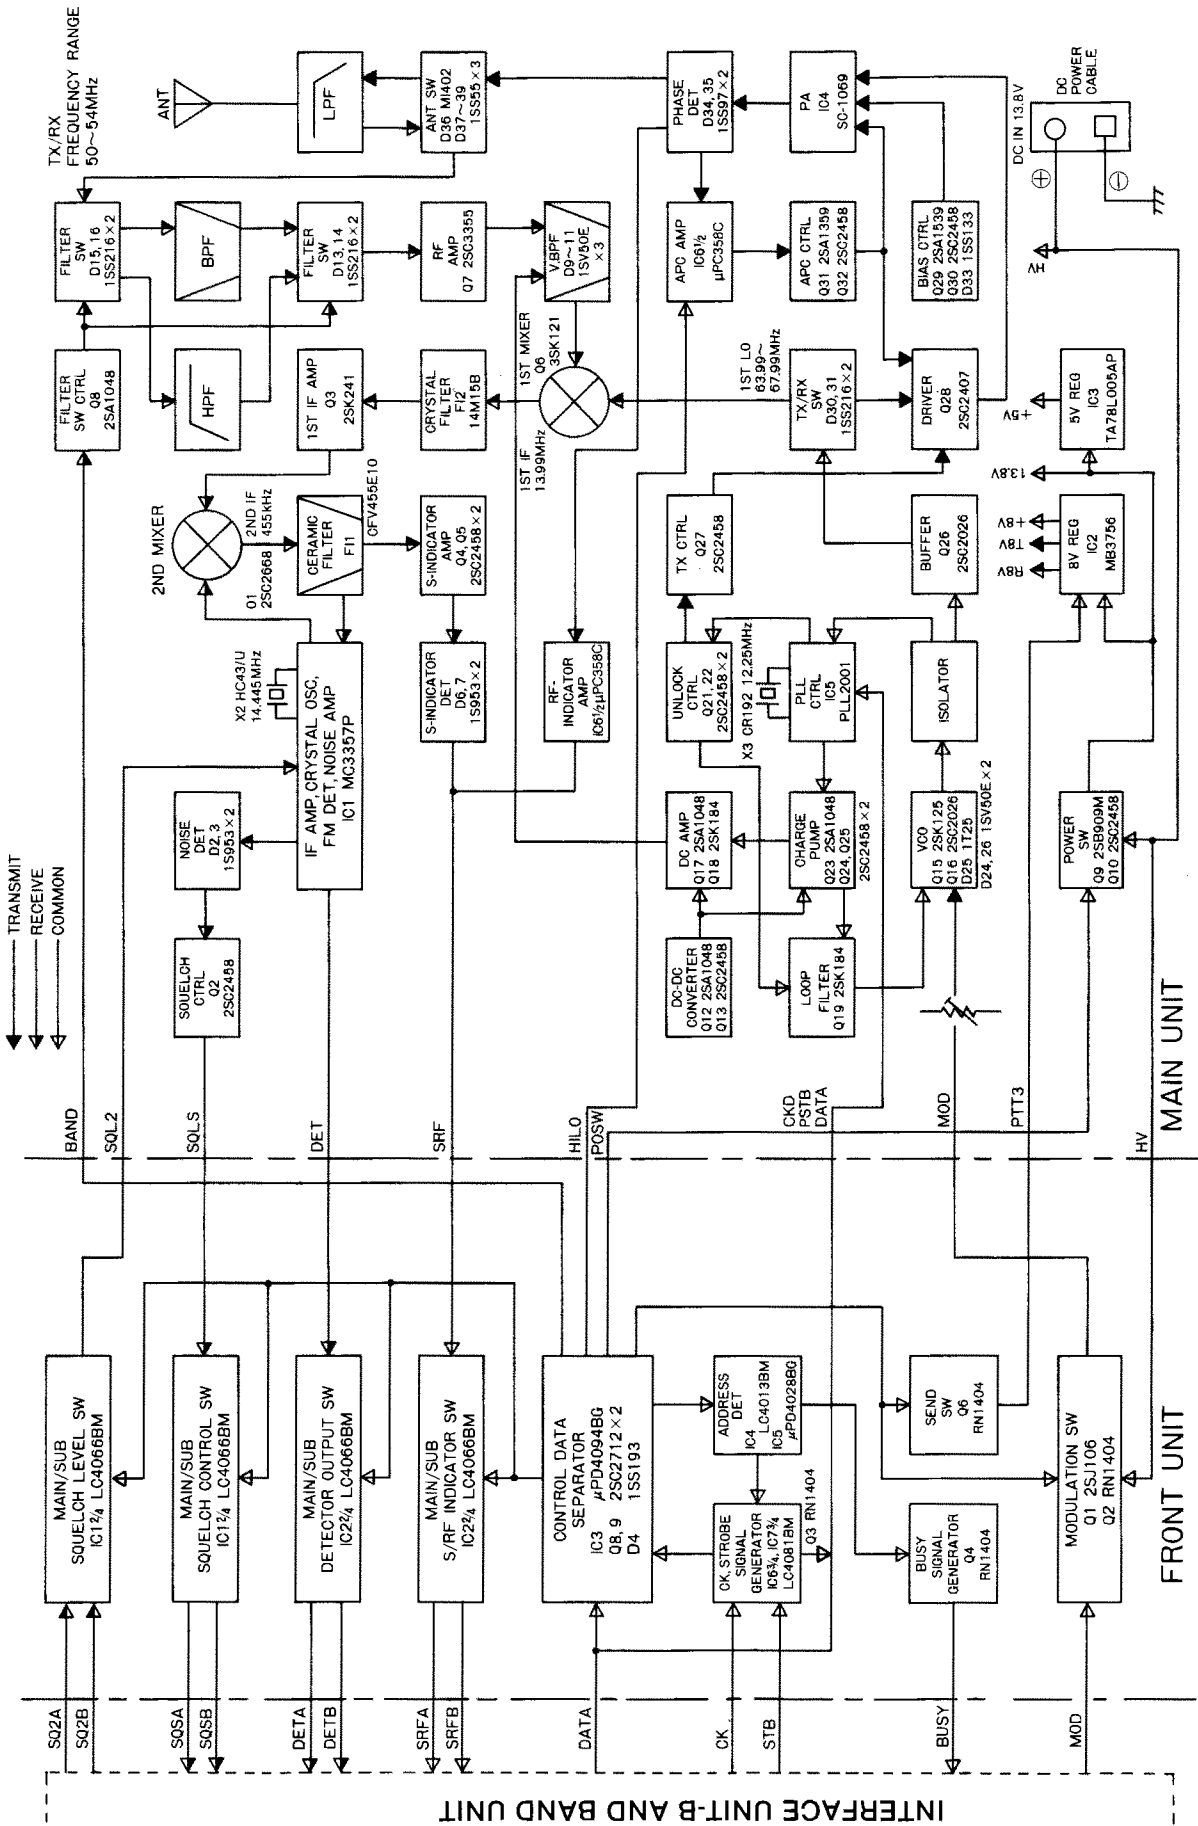 TX/RX
FREQUENCY RANGE
50~54MHz
ANT
LPF
ANT SW
D36 MI402
D37~39
1SS55×3
PHASE
DET
D34, 35
1SS97×2
PA
IC4
SC-1069
DC IN 13.8V
DC
POWER
CABLE
⊕
⊖
FILTER
SW
D15, 16
1SS216×2
BPF
FILTER
SW
D13, 14
1SS216×2
RF
AMP
Q7 2SC3355
V.BPF
D9~11
1SV50E
×3
APC AMP
IC6½
μPC358C
APC CTRL
Q31 2SA1359
Q32 2SC2458
BIAS CTRL
Q29 2SA1539
Q30 2SC2458
D33 1SS133
HV
FILTER
SW CTRL
Q8
2SA1048
HPF
1ST IF AMP
Q3
2SK241
CRYSTAL
FILTER
FI2
14M15B
1ST MIXER
Q6
3SK121
1ST IF
13.99MHz
1ST LO
63.99~
67.99MHz
TX/RX
SW
D30, 31
1SS216×2
DRIVER
Q28
2SC2407
+5V
5V REG
IC3
TA78L005AP
2ND MIXER
Q1
2SC2668
2ND IF
455kHz
CERAMIC
FILTER
FI1
CFV455E10
S-INDICATOR
AMP
Q4, Q5
2SC2458×2
TX CTRL
Q27
2SC2458
BUFFER
Q26
2SC2026
13.8V
+8V
T8V
R8V
8V REG
IC2
MB3756
X2 HC43/U
14.445MHz
IF AMP, CRYSTAL OSC,
FM DET, NOISE AMP
IC1 MC3357P
S-INDICATOR
DET
D6, 7
1S953×2
RF-
INDICATOR
AMP
IC6½ μPC358C
UNLOCK
CTRL
Q21, 22
2SC2458×2
X3 CR192 12.25MHz
PLL
CTRL
IC5
PLL2001
ISOLATOR
NOISE
DET
D2, 3
1S953×2
DC AMP
Q17 2SA1048
Q18 2SK184
CHARGE
PUMP
Q23 2SA1048
Q24, Q25
2SC2458×2
VCO
Q15 2SK125
Q16 2SC2026
D25 1T25
D24, 26 1SV50E×2
POWER
SW
Q9 2SB909M
Q10 2SC2458
SQUELCH
CTRL
Q2
2SC2458
DC-DC
CONVERTER
Q12 2SA1048
Q13 2SC2458
LOOP
FILTER
Q19 2SK184
TRANSMIT
RECEIVE
COMMON
BAND
SQL2
SQLS
DET
SRF
HILO
POSW
CKD
PSTB
DATA
MOD
PTT3
HV
MAIN UNIT
MAIN/SUB
SQUELCH LEVEL SW
IC1²⁄₄ LC4066BM
MAIN/SUB
SQUELCH CONTROL SW
IC1²⁄₄ LC4066BM
MAIN/SUB
DETECTOR OUTPUT SW
IC2²⁄₄ LC4066BM
MAIN/SUB
S/RF INDICATOR SW
IC2²⁄₄ LC4066BM
CONTROL DATA
SEPARATOR
IC3 μPD4094BG
Q8, 9 2SC2712×2
D4 1SS193
ADDRESS
DET
IC4 LC4013BM
IC5 μPD4028BG
CK, STROBE
SIGNAL
GENERATOR
IC6¾, IC7¾
LC4081BM
Q3 RN1404
SEND
SW
Q6
RN1404
BUSY
SIGNAL
GENERATOR
Q4
RN1404
MODULATION SW
Q1 2SJ106
Q2 RN1404
FRONT UNIT
SQ2A
SQ2B
SQSA
SQSB
DETA
DETB
SRFA
SRFB
DATA
CK
STB
BUSY
MOD
INTERFACE UNIT-B AND BAND UNIT